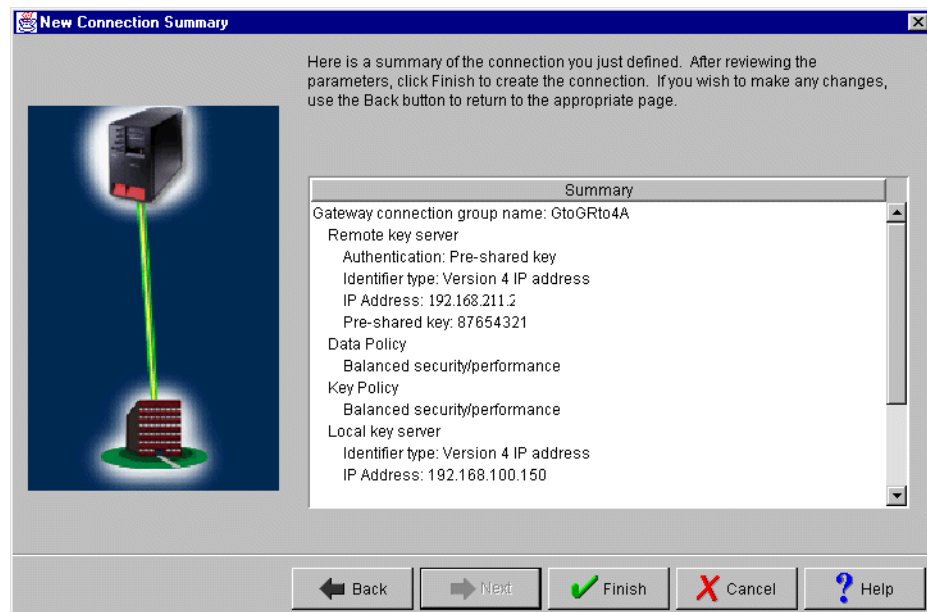 New Connection Summary
Here is a summary of the connection you just defined. After reviewing the
parameters, click Finish to create the connection. If you wish to make any changes,
use the Back button to return to the appropriate page.
Summary
Gateway connection group name: GtoGRto4A
Remote key server
Authentication: Pre-shared key
Identifier type: Version 4 IP address
IP Address: 192.168.211.2
Pre-shared key: 87654321
Data Policy
Balanced security/performance
Key Policy
Balanced security/performance
Local key server
Identifier type: Version 4 IP address
IP Address: 192.168.100.150
Back
Next
Finish
Cancel
Help